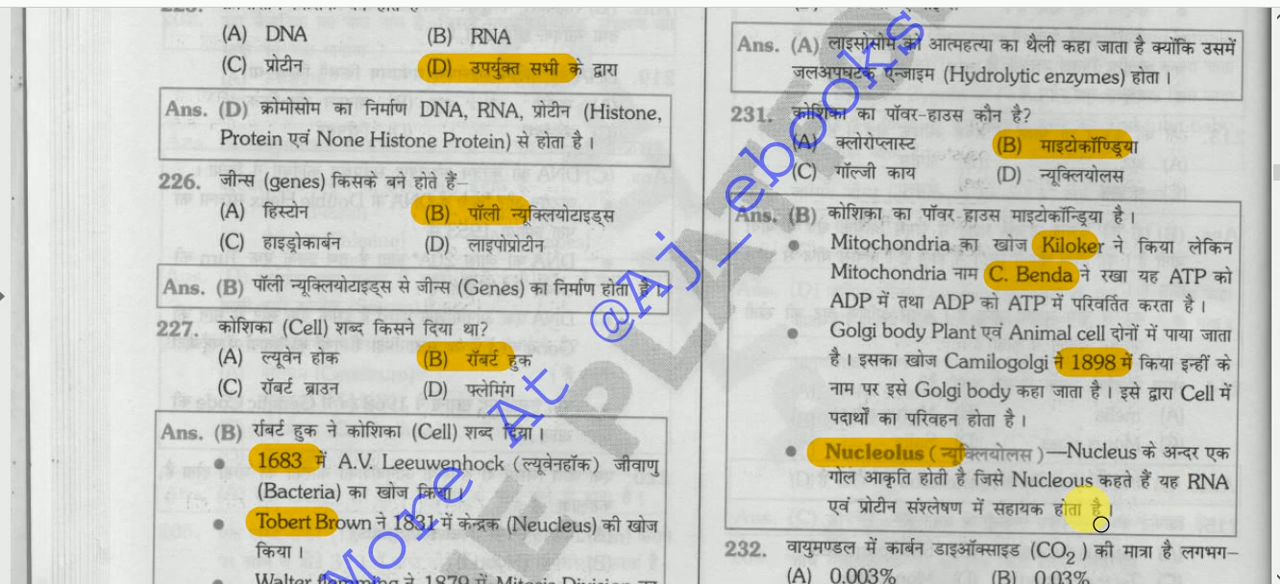 (A) DNA
(B) RNA
(C) प्रोटीन
(D) उपर्युक्त सभी के द्वारा
Ans. (D) क्रोमोसोम का निर्माण DNA, RNA, प्रोटीन (Histone,
Protein एवं None Histone Protein) से होता है ।
226. जीन्स (genes) किसके बने होते हैं–
(A) हिस्टोन
(B) पॉली न्यूक्लियोटाइड्स
(C) हाइड्रोकार्बन
(D) लाइपोप्रोटीन
Ans. (B) पॉली न्यूक्लियोटाइड्स से जीन्स (Genes) का निर्माण होता है ।
227. कोशिका (Cell) शब्द किसने दिया था?
(A) ल्यूवेन होक
(B) रॉबर्ट हुक
(C) रॉबर्ट ब्राउन
(D) फ्लेमिंग
Ans. (B) रॉबर्ट हुक ने कोशिका (Cell) शब्द दिया ।
● 1683 में A.V. Leeuwenhock (ल्यूवेनहॉक) जीवाणु
(Bacteria) का खोज किया ।
● Tobert Brown ने 1831 में केन्द्रक (Neucleus) की खोज
किया ।
Ans. (A) लाइसोसोम को आत्महत्या का थैली कहा जाता है क्योंकि उसमें
जलअपघटक एन्जाइम (Hydrolytic enzymes) होता ।
231. कोशिका का पॉवर-हाउस कौन है?
(A) क्लोरोप्लास्ट
(B) माइटोकॉण्ड्रिया
(C) गॉल्जी काय
(D) न्यूक्लियोलस
Ans. (B) कोशिका का पॉवर हाउस माइटोकॉन्ड्रिया है ।
● Mitochondria का खोज Kiloker ने किया लेकिन
Mitochondria नाम C. Benda ने रखा यह ATP को
ADP में तथा ADP को ATP में परिवर्तित करता है ।
● Golgi body Plant एवं Animal cell दोनों में पाया जाता
है । इसका खोज Camilogolgi ने 1898 में किया इन्हीं के
नाम पर इसे Golgi body कहा जाता है । इसे द्वारा Cell में
पदार्थों का परिवहन होता है ।
● Nucleolus (न्यूक्लियोलस)—Nucleus के अन्दर एक
गोल आकृति होती है जिसे Nucleous कहते हैं यह RNA
एवं प्रोटीन संश्लेषण में सहायक होता है ।
232. वायुमण्डल में कार्बन डाइऑक्साइड (CO₂) की मात्रा है लगभग–
(A) 0.003%
(B) 0.03%
More At @Aj_ebooks